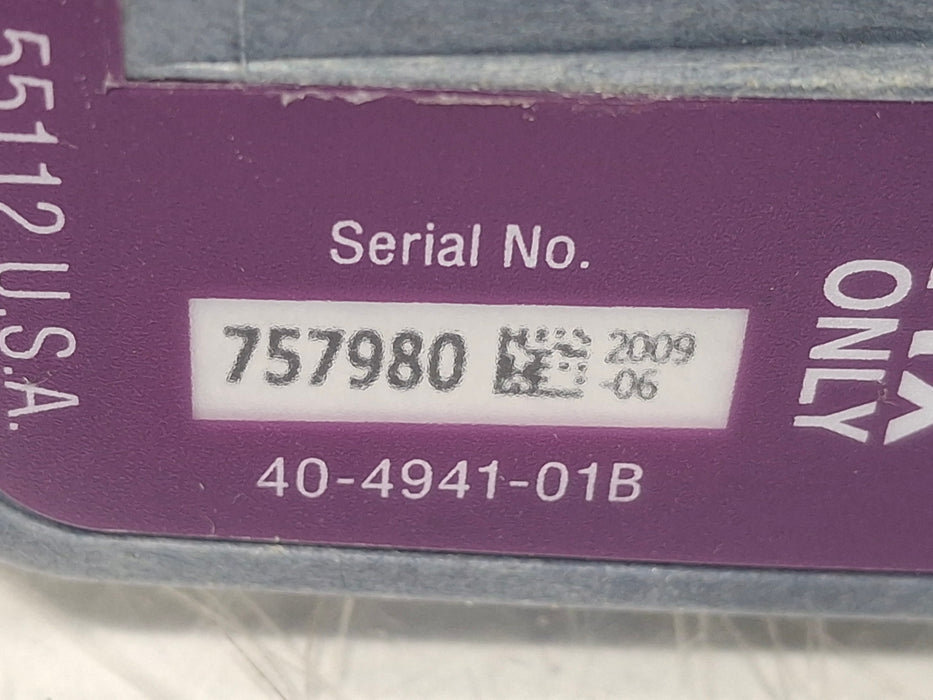 55112 U.S.A.
Serial No.
757980 2009
-06
40-4941-01B
ONLY